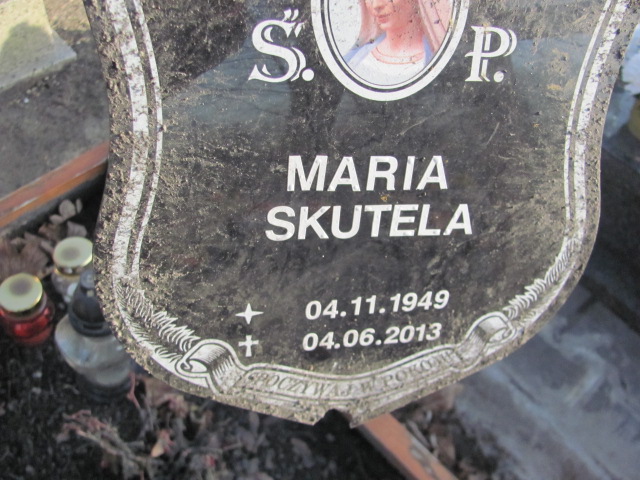 Ś. P.
MARIA
SKUTELA
04.11.1949
04.06.2013
SPOCZYWAJ W POKOJU